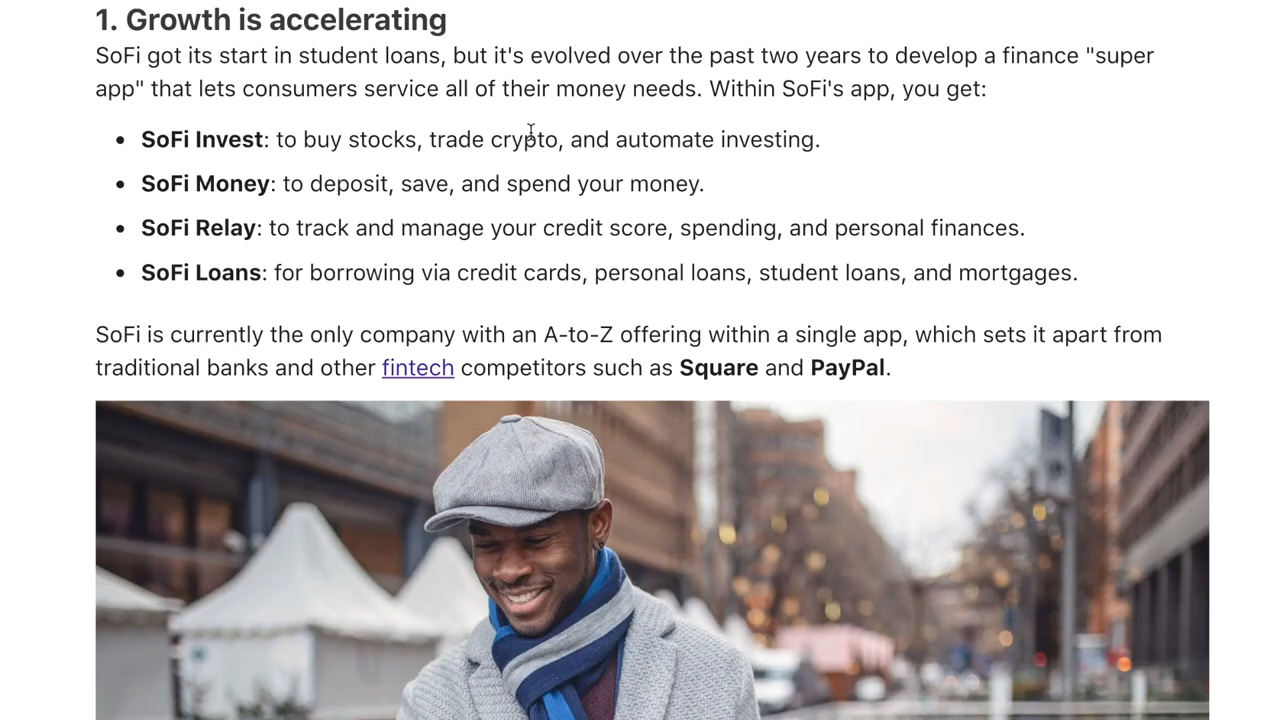 1. Growth is accelerating
SoFi got its start in student loans, but it's evolved over the past two years to develop a finance "super
app" that lets consumers service all of their money needs. Within SoFi's app, you get:
• SoFi Invest: to buy stocks, trade crypto, and automate investing.
• SoFi Money: to deposit, save, and spend your money.
• SoFi Relay: to track and manage your credit score, spending, and personal finances.
• SoFi Loans: for borrowing via credit cards, personal loans, student loans, and mortgages.
SoFi is currently the only company with an A-to-Z offering within a single app, which sets it apart from
traditional banks and other fintech competitors such as Square and PayPal.